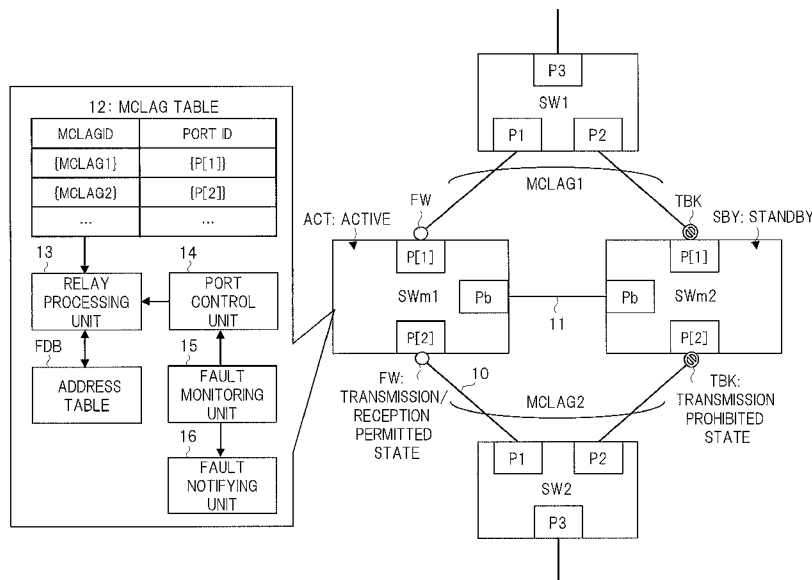 12: MCLAG TABLE
MCLAGID
PORT ID
{MCLAG1}
{P[1]}
{MCLAG2}
{P[2]}
...
...
13
RELAY
PROCESSING
UNIT
14
PORT
CONTROL
UNIT
FDB
ADDRESS
TABLE
15
FAULT
MONITORING
UNIT
16
FAULT
NOTIFYING
UNIT
P3
SW1
P1
P2
MCLAG1
FW
TBK
ACT: ACTIVE
SBY: STANDBY
P[1]
SWm1
Pb
P[2]
11
P[1]
Pb
SWm2
P[2]
FW:
TRANSMISSION/
RECEPTION
PERMITTED
STATE
10
MCLAG2
TBK:
TRANSMISSION
PROHIBITED
STATE
P1
P2
SW2
P3